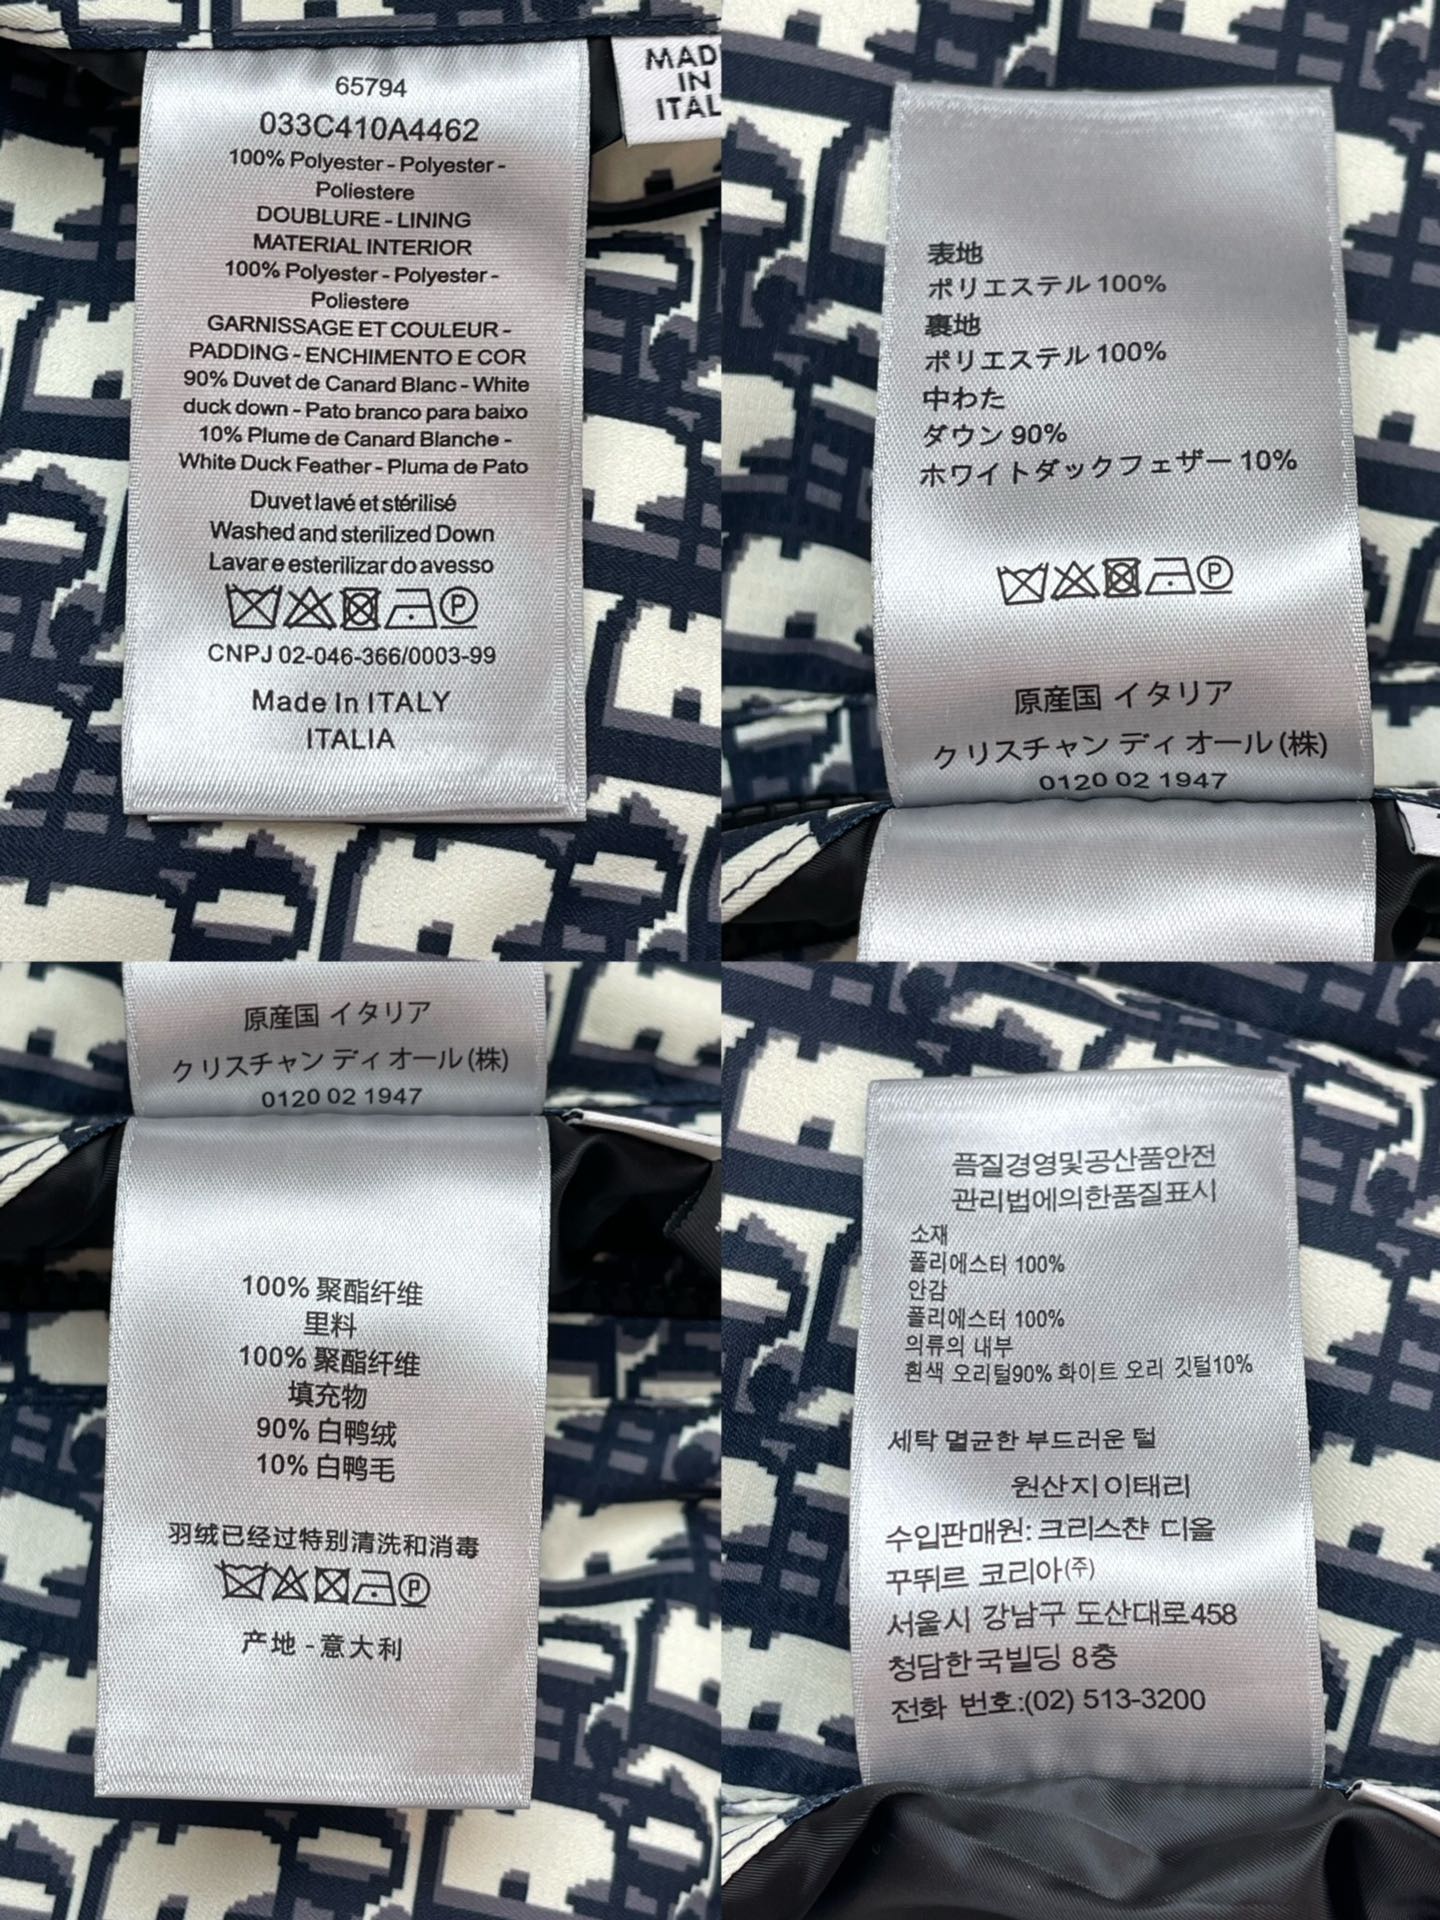 65794
033C410A4462
100% Polyester - Polyester -
Poliestere
DOUBLURE - LINING
MATERIAL INTERIOR
100% Polyester - Polyester -
Poliestere
GARNISSAGE ET COULEUR -
PADDING - ENCHIMENTO E COR
90% Duvet de Canard Blanc - White
duck down - Pato branco para baixo
10% Plume de Canard Blanche -
White Duck Feather - Pluma de Pato
Duvet lavé et stérilisé
Washed and sterilized Down
Lavar e esterilizar do avesso
P
CNPJ 02-046-366/0003-99
Made In ITALY
ITALIA
MAD
IN
ITAL
表地
ポリエステル 100%
裏地
ポリエステル 100%
中わた
ダウン 90%
ホワイトダックフェザー 10%
P
原産国 イタリア
クリスチャン ディオール (株)
0120 02 1947
原産国 イタリア
クリスチャン ディオール (株)
0120 02 1947
100% 聚酯纤维
里料
100% 聚酯纤维
填充物
90% 白鸭绒
10% 白鸭毛
羽绒已经过特别清洗和消毒
P
产地 - 意大利
품질경영및공산품안전
관리법에의한품질표시
소재
폴리에스터 100%
안감
폴리에스터 100%
의류의 내부
흰색 오리털90% 화이트 오리 깃털10%
세탁 멸균한 부드러운 털
원산지 이태리
수입판매원: 크리스챤 디올
꾸뛰르 코리아(주)
서울시 강남구 도산대로458
청담한국빌딩 8층
전화 번호:(02) 513-3200